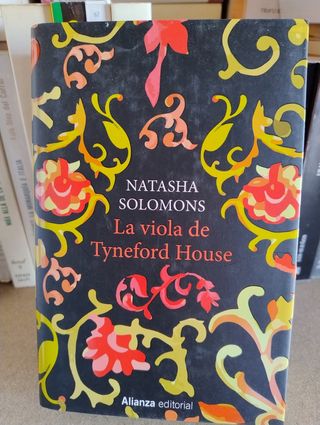 NATASHA
SOLOMONS
La viola de
Tyneford House
Alianza editorial